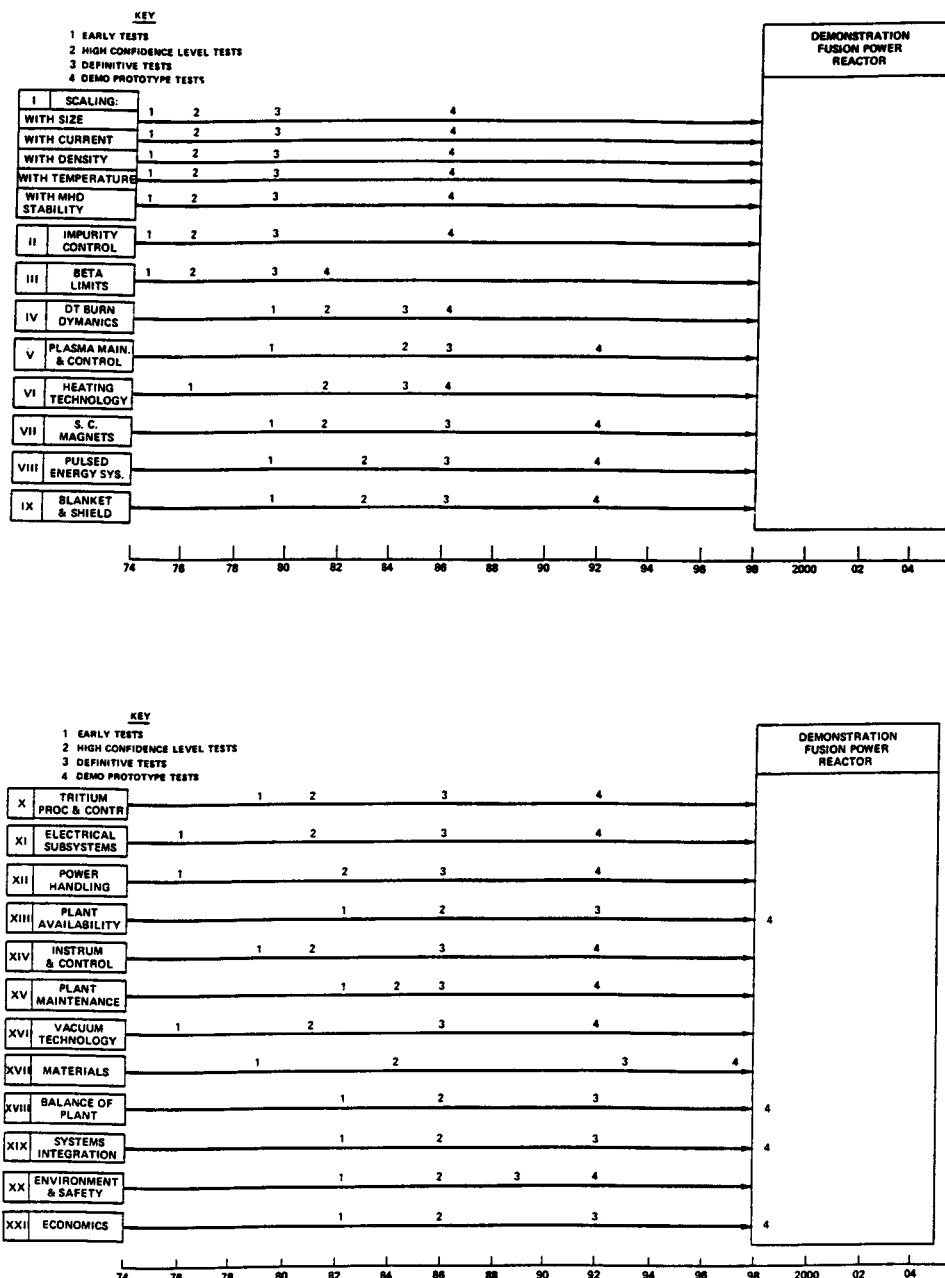 KEY
1 EARLY TESTS
2 HIGH CONFIDENCE LEVEL TESTS
3 DEFINITIVE TESTS
4 DEMO PROTOTYPE TESTS
DEMONSTRATION
FUSION POWER
REACTOR
I SCALING:
WITH SIZE 1 2 3 4
WITH CURRENT 1 2 3 4
WITH DENSITY 1 2 3 4
WITH TEMPERATURE 1 2 3 4
WITH MHD
STABILITY 1 2 3 4
II IMPURITY
CONTROL 1 2 3 4
III BETA
LIMITS 1 2 3 4
IV DT BURN
DYMANICS 1 2 3 4
V PLASMA MAIN.
& CONTROL 1 2 3 4
VI HEATING
TECHNOLOGY 1 2 3 4
VII S. C.
MAGNETS 1 2 3 4
VIII PULSED
ENERGY SYS. 1 2 3 4
IX BLANKET
& SHIELD 1 2 3 4
74 76 78 80 82 84 86 88 90 92 94 96 98 2000 02 04
KEY
1 EARLY TESTS
2 HIGH CONFIDENCE LEVEL TESTS
3 DEFINITIVE TESTS
4 DEMO PROTOTYPE TESTS
DEMONSTRATION
FUSION POWER
REACTOR
X TRITIUM
PROC & CONTR 1 2 3 4
XI ELECTRICAL
SUBSYSTEMS 1 2 3 4
XII POWER
HANDLING 1 2 3 4
XIII PLANT
AVAILABILITY 1 2 3 4
XIV INSTRUM
& CONTROL 1 2 3 4
XV PLANT
MAINTENANCE 1 2 3 4
XVI VACUUM
TECHNOLOGY 1 2 3 4
XVII MATERIALS 1 2 3 4
XVIII BALANCE OF
PLANT 1 2 3 4
XIX SYSTEMS
INTEGRATION 1 2 3 4
XX ENVIRONMENT
& SAFETY 1 2 3 4
XXI ECONOMICS 1 2 3 4
74 76 78 80 82 84 86 88 90 92 94 96 98 2000 02 04